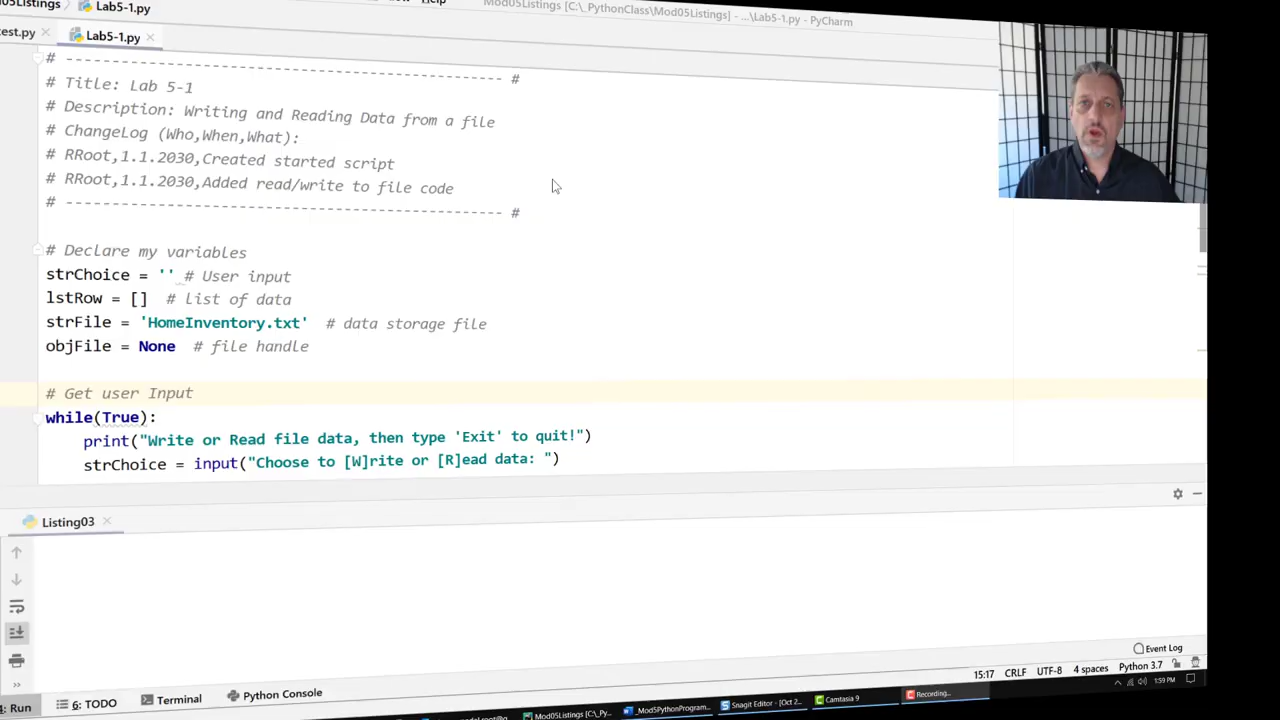 Lab5-1.py
Mod05Listings [C:\_PythonClass\Mod05Listings] - ...\Lab5-1.py - PyCharm
Lab5-1.py
# ------------------------------------------------ #
# Title: Lab 5-1
# Description: Writing and Reading Data from a file
# ChangeLog (Who,When,What):
# RRoot,1.1.2030,Created started script
# RRoot,1.1.2030,Added read/write to file code
# ------------------------------------------------ #
# Declare my variables
strChoice = '' # User input
lstRow = [] # list of data
strFile = 'HomeInventory.txt' # data storage file
objFile = None # file handle
# Get user Input
while(True):
print("Write or Read file data, then type 'Exit' to quit!")
strChoice = input("Choose to [W]rite or [R]ead data: ")
Listing03
Event Log
15:17 CRLF UTF-8 4 spaces Python 3.7
Run 6: TODO Terminal Python Console
1:59 PM
Mod05Listings [C:\_Py... _Mod5PythonProgram... Snagit Editor - [Oct 2... Camtasia 9 Recording...